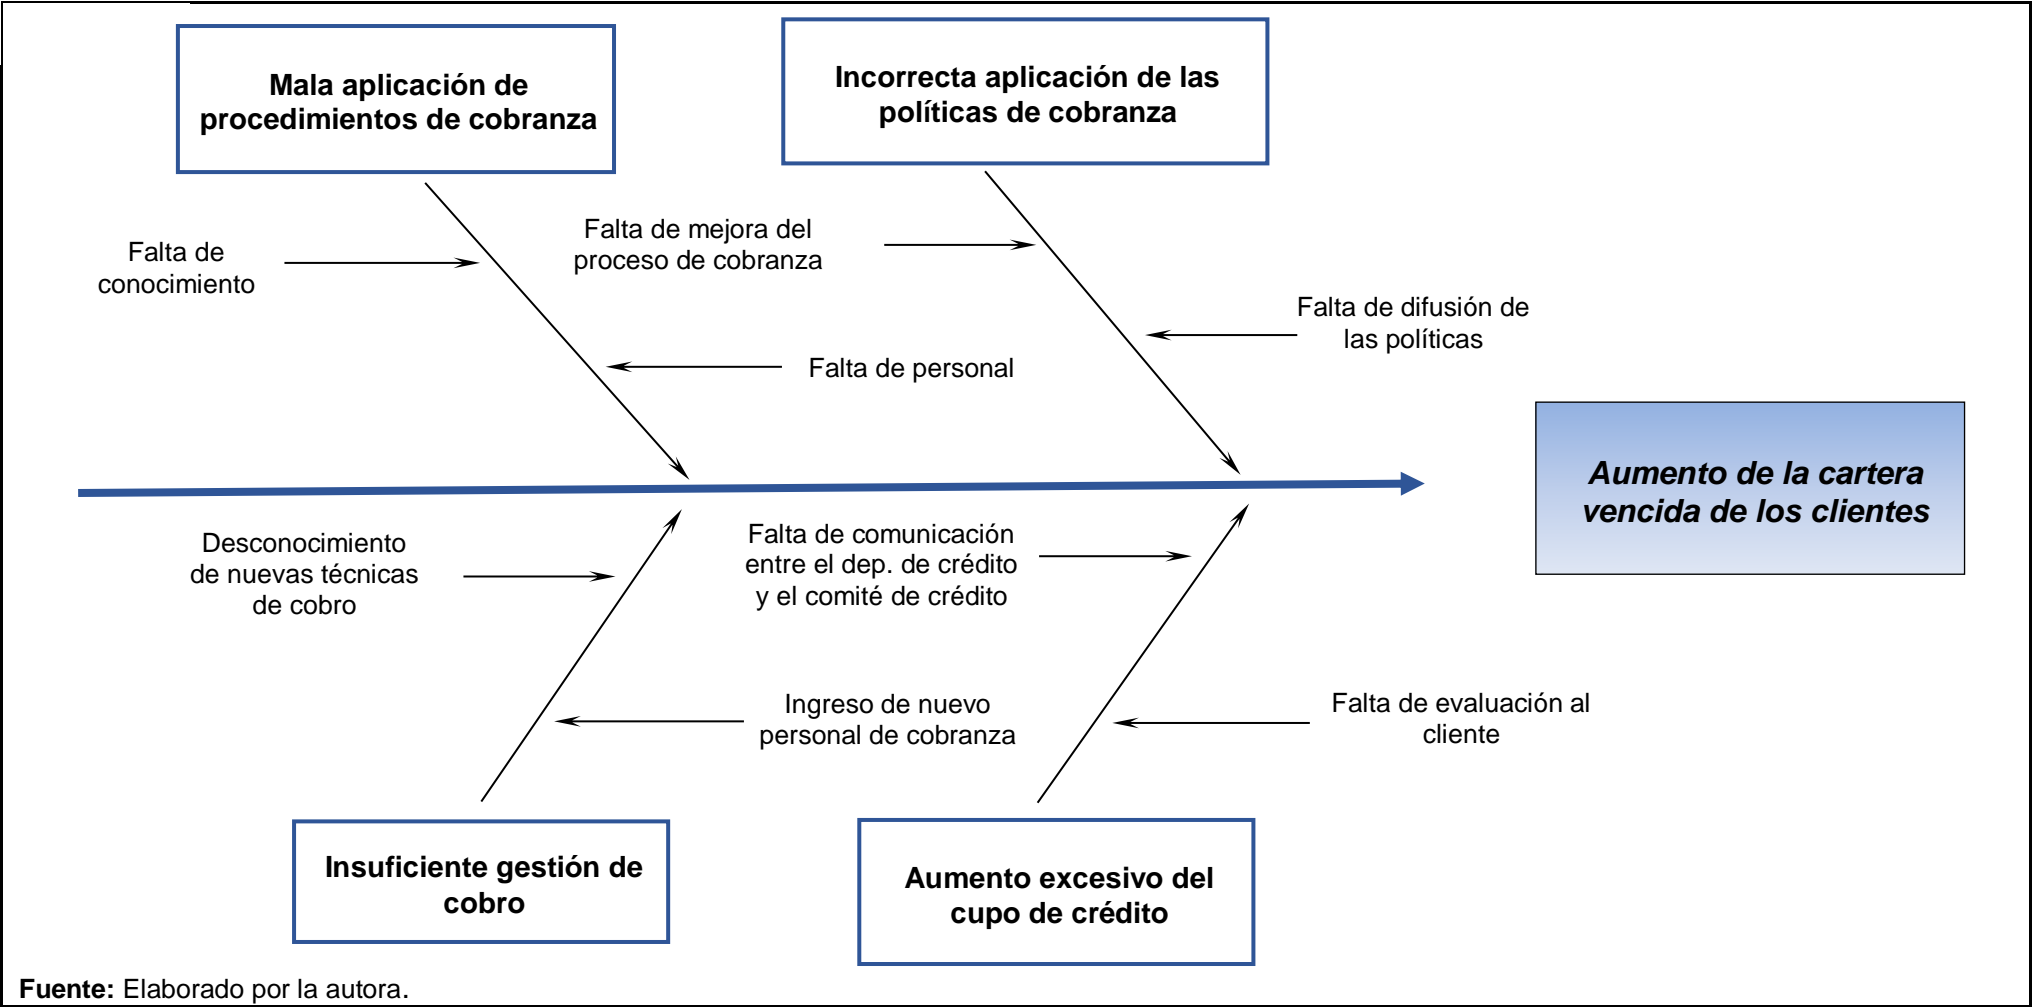 Mala aplicación de
procedimientos de cobranza
Incorrecta aplicación de las
políticas de cobranza
Falta de
conocimiento
Falta de mejora del
proceso de cobranza
Falta de personal
Falta de difusión de
las políticas
Aumento de la cartera
vencida de los clientes
Desconocimiento
de nuevas técnicas
de cobro
Falta de comunicación
entre el dep. de crédito
y el comité de crédito
Ingreso de nuevo
personal de cobranza
Falta de evaluación al
cliente
Insuficiente gestión de
cobro
Aumento excesivo del
cupo de crédito
Fuente: Elaborado por la autora.